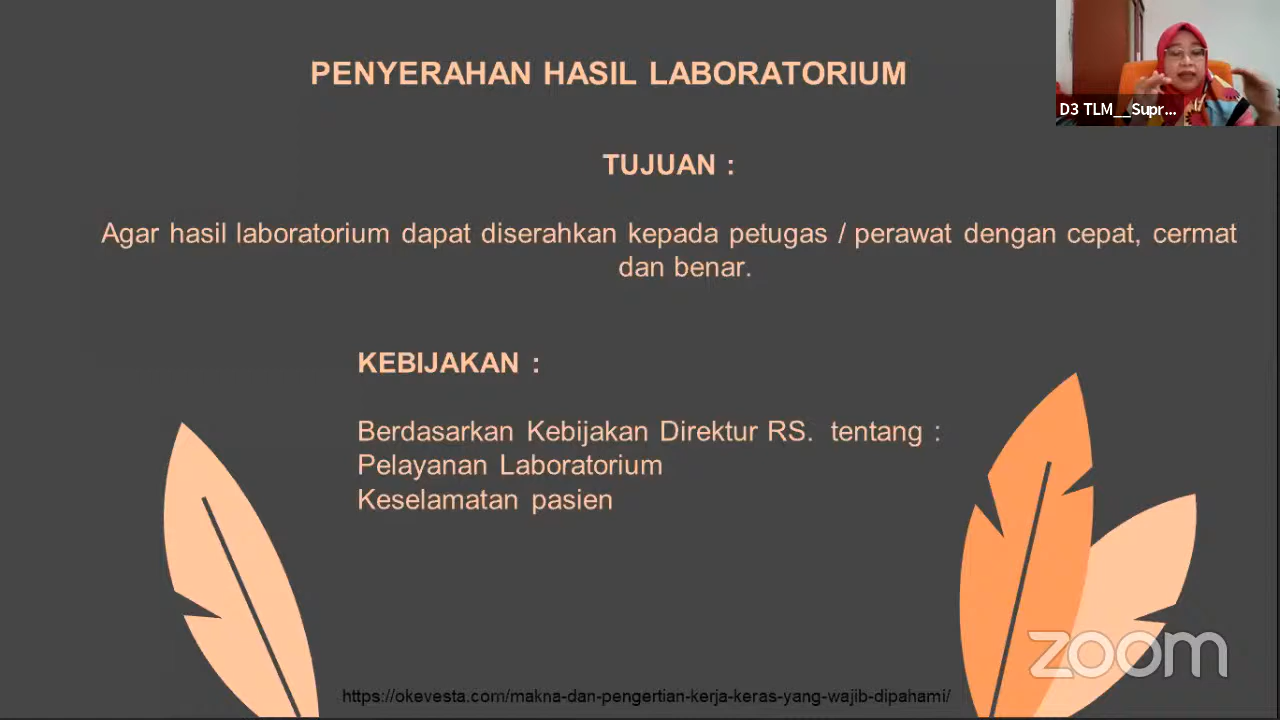 PENYERAHAN HASIL LABORATORIUM
D3 TLM__Supr...
TUJUAN :
Agar hasil laboratorium dapat diserahkan kepada petugas / perawat dengan cepat, cermat
dan benar.
KEBIJAKAN :
Berdasarkan Kebijakan Direktur RS. tentang :
Pelayanan Laboratorium
Keselamatan pasien
zoom
https://okevesta.com/makna-dan-pengertian-kerja-keras-yang-wajib-dipahami/